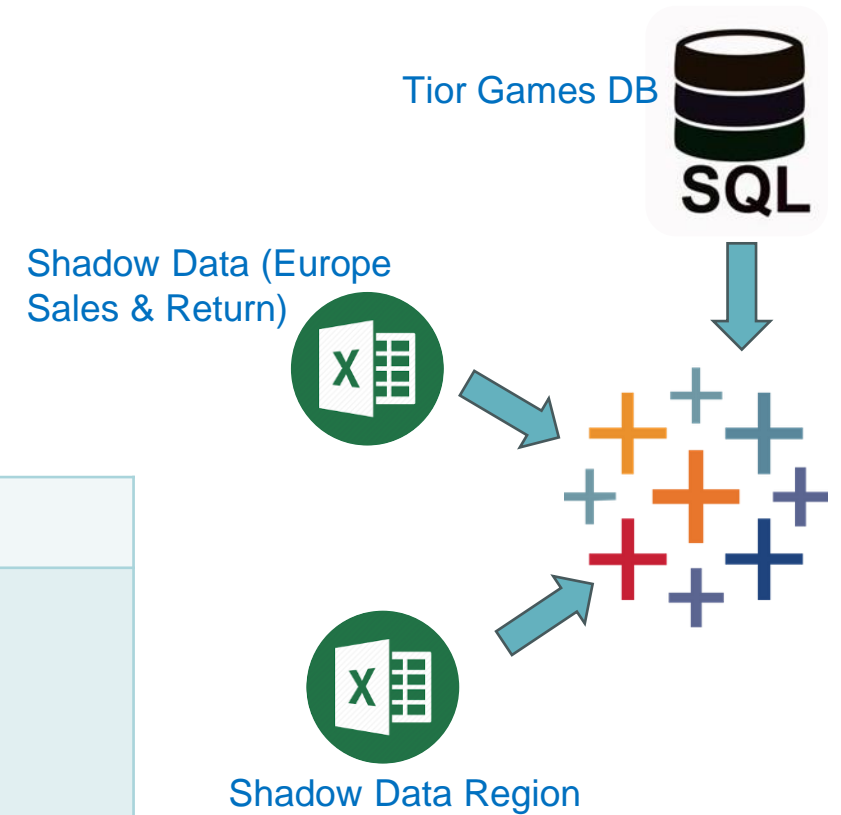 Tior Games DB
SQL
Shadow Data (Europe
Sales & Return)
X
X
Shadow Data Region